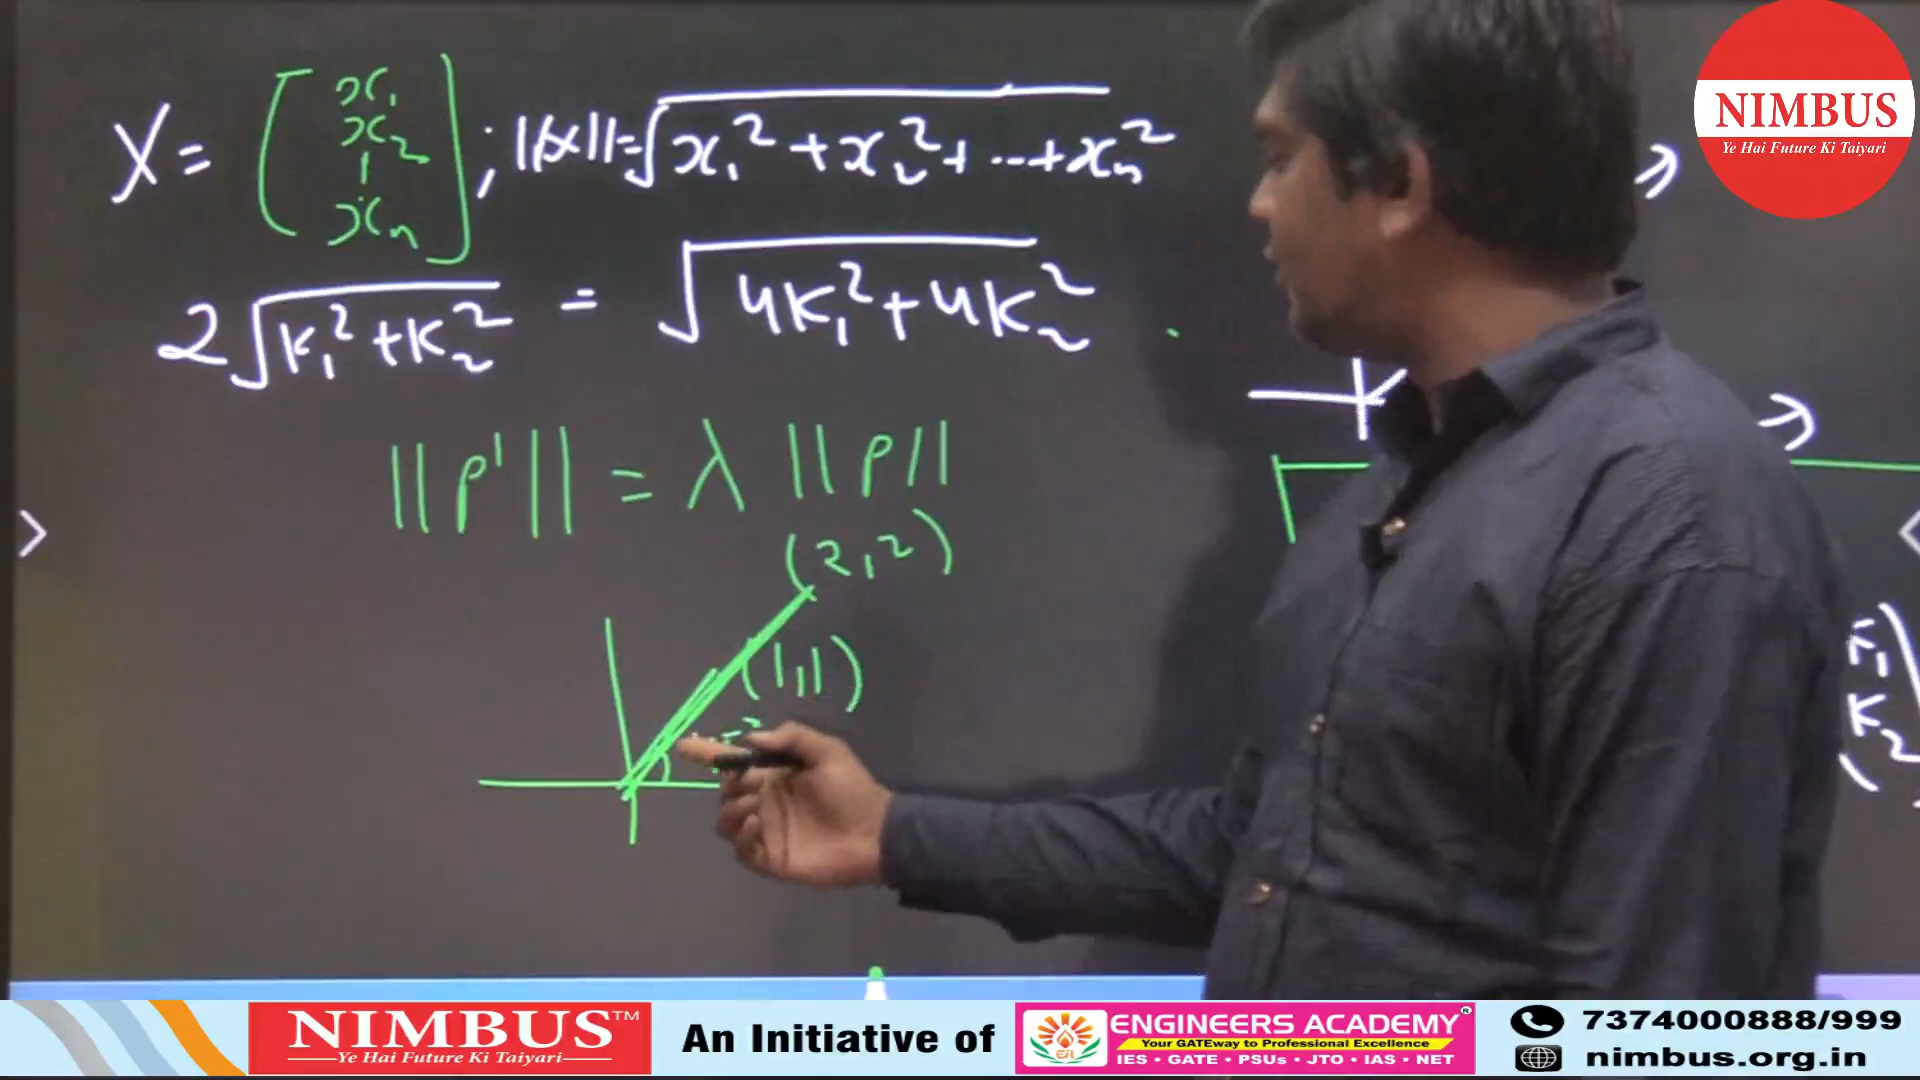 X = [x₁ x₂ ⋮ xₙ] ; ||x|| = √(x₁² + x₂² + ... + xₙ²)
2√(K₁² + K₂²) = √(4K₁² + 4K₂²)
||P'|| = λ ||P||
(2,2)
(1,1)
K₁
K₂
NIMBUS
Ye Hai Future Ki Taiyari
NIMBUS™
Ye Hai Future Ki Taiyari
An Initiative of
ENGINEERS ACADEMY®
Your GATEway to Professional Excellence
IES • GATE • PSUs • JTO • IAS • NET
7374000888/999
nimbus.org.in